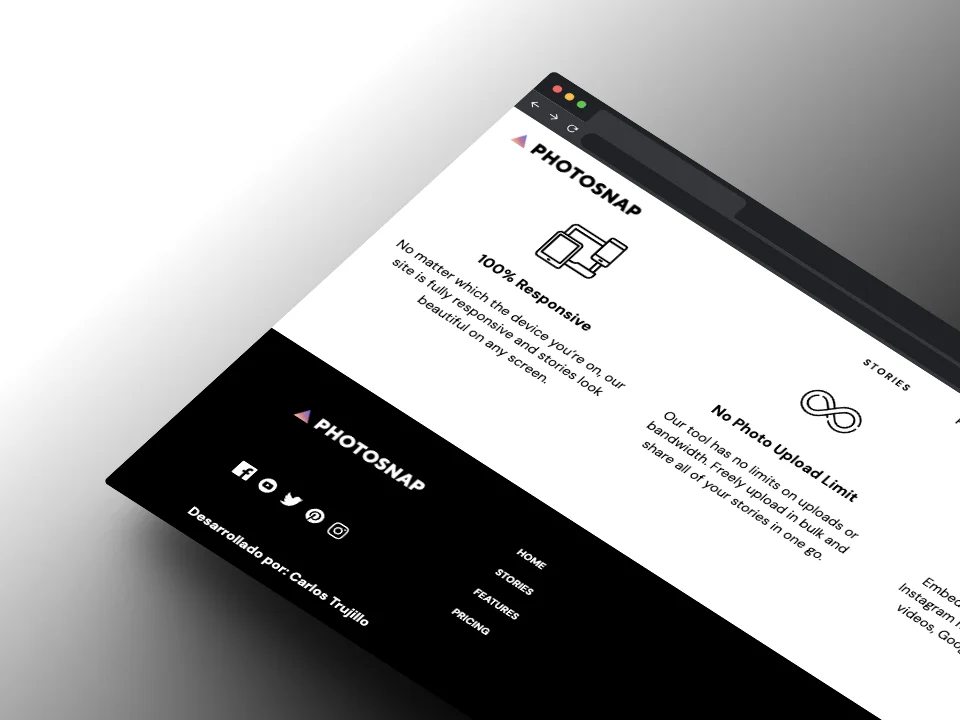 PHOTOSNAP
STORIES
100% Responsive
No matter which the device you're on, our
site is fully responsive and stories look
beautiful on any screen.
No Photo Upload Limit
Our tool has no limits on uploads or
bandwidth. Freely upload in bulk and
share all of your stories in one go.
Instagram
videos,
PHOTOSNAP
Desarrollado por: Carlos Trujillo
HOME
STORIES
FEATURES
PRICING